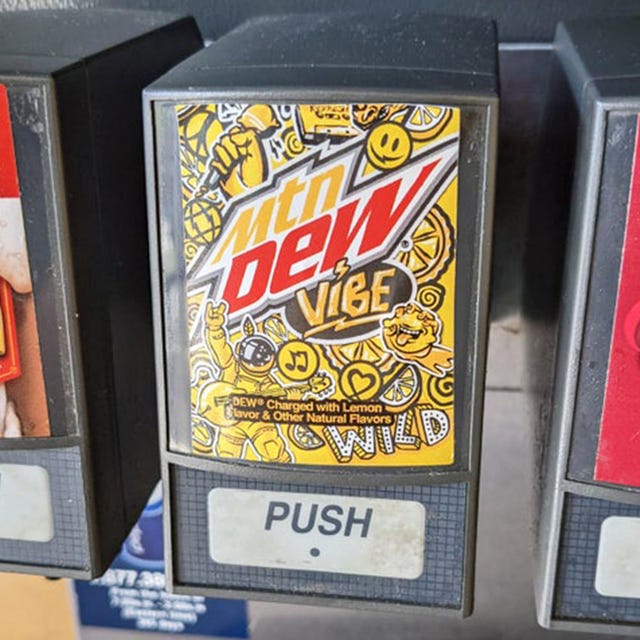 Mtn
DEW
VIBE
DEW® Charged with Lemon
Flavor & Other Natural Flavors
WILD
PUSH